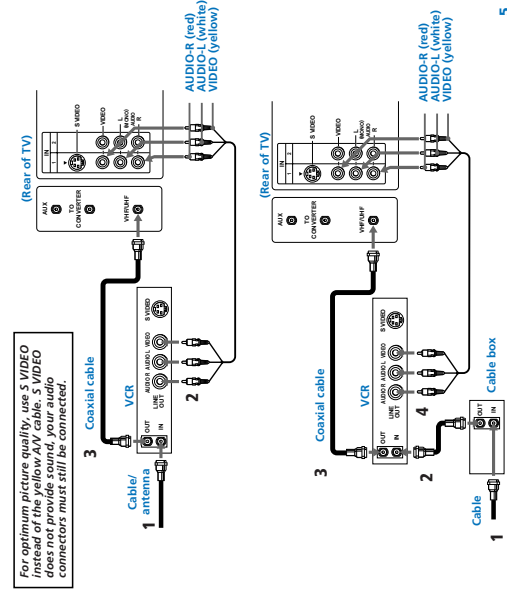 For optimum picture quality, use S VIDEO
instead of the yellow A/V cable. S VIDEO
does not provide sound, your audio
connectors must still be connected.
3
Coaxial cable
(Rear of TV)
AUX
TO
CONVERTER
VHF/UHF
IN
1 2
S VIDEO
VIDEO
L
(MONO)
AUDIO
R
VCR
OUT
IN
LINE
OUT
AUDIO R AUDIO L VIDEO
S VIDEO
Cable/
antenna
1
2
AUDIO-R (red)
AUDIO-L (white)
VIDEO (yellow)
3
Coaxial cable
(Rear of TV)
AUX
TO
CONVERTER
VHF/UHF
IN
1 2
S VIDEO
VIDEO
L
(MONO)
AUDIO
R
VCR
OUT
IN
LINE
OUT
AUDIO R AUDIO L VIDEO
S VIDEO
2
4
AUDIO-R (red)
AUDIO-L (white)
VIDEO (yellow)
Cable
1
OUT
IN
Cable box
5